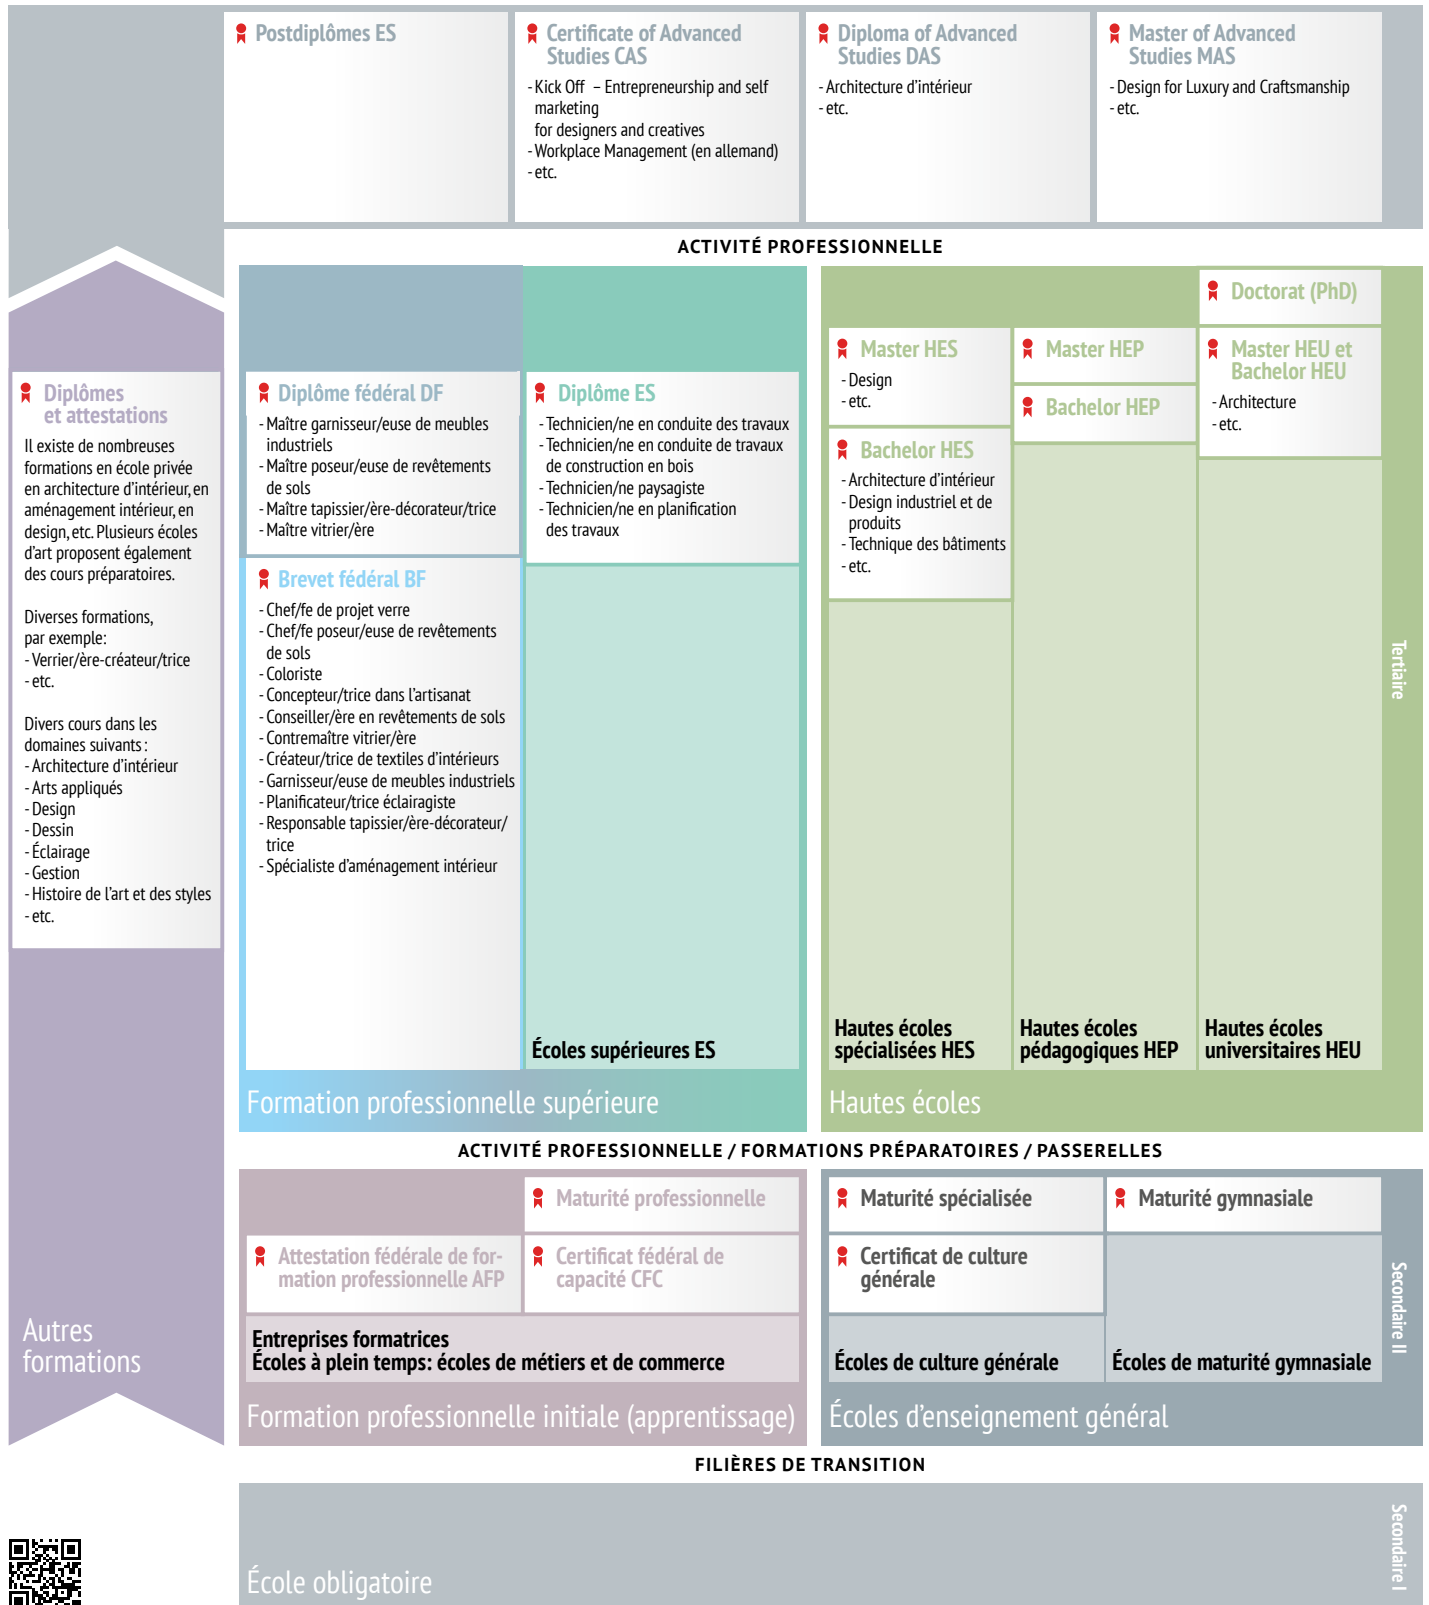 Postdiplômes ES
Certificate of Advanced
Studies CAS
- Kick Off – Entrepreneurship and self
marketing
for designers and creatives
- Workplace Management (en allemand)
- etc.
Diploma of Advanced
Studies DAS
- Architecture d'intérieur
- etc.
Master of Advanced
Studies MAS
- Design for Luxury and Craftsmanship
- etc.
ACTIVITÉ PROFESSIONNELLE
Diplômes
et attestations
Il existe de nombreuses
formations en école privée
en architecture d'intérieur, en
aménagement intérieur, en
design, etc. Plusieurs écoles
d'art proposent également
des cours préparatoires.
Diverses formations,
par exemple:
- Verrier/ère-créateur/trice
- etc.
Divers cours dans les
domaines suivants :
- Architecture d'intérieur
- Arts appliqués
- Design
- Dessin
- Éclairage
- Gestion
- Histoire de l'art et des styles
- etc.
Autres
formations
Diplôme fédéral DF
- Maître garnisseur/euse de meubles
industriels
- Maître poseur/euse de revêtements
de sols
- Maître tapissier/ère-décorateur/trice
- Maître vitrier/ère
Brevet fédéral BF
- Chef/fe de projet verre
- Chef/fe poseur/euse de revêtements
de sols
- Coloriste
- Concepteur/trice dans l'artisanat
- Conseiller/ère en revêtements de sols
- Contremaître vitrier/ère
- Créateur/trice de textiles d'intérieurs
- Garnisseur/euse de meubles industriels
- Planificateur/trice éclairagiste
- Responsable tapissier/ère-décorateur/
trice
- Spécialiste d'aménagement intérieur
Diplôme ES
- Technicien/ne en conduite des travaux
- Technicien/ne en conduite de travaux
de construction en bois
- Technicien/ne paysagiste
- Technicien/ne en planification
des travaux
Écoles supérieures ES
Formation professionnelle supérieure
Master HES
- Design
- etc.
Bachelor HES
- Architecture d'intérieur
- Design industriel et de
produits
- Technique des bâtiments
- etc.
Hautes écoles
spécialisées HES
Master HEP
Bachelor HEP
Hautes écoles
pédagogiques HEP
Doctorat (PhD)
Master HEU et
Bachelor HEU
- Architecture
- etc.
Hautes écoles
universitaires HEU
Hautes écoles
Tertiaire
ACTIVITÉ PROFESSIONNELLE / FORMATIONS PRÉPARATOIRES / PASSERELLES
Maturité professionnelle
Attestation fédérale de for-
mation professionnelle AFP
Certificat fédéral de
capacité CFC
Entreprises formatrices
Écoles à plein temps: écoles de métiers et de commerce
Formation professionnelle initiale (apprentissage)
Maturité spécialisée
Certificat de culture
générale
Écoles de culture générale
Maturité gymnasiale
Écoles de maturité gymnasiale
Écoles d'enseignement général
Secondaire II
FILIÈRES DE TRANSITION
École obligatoire
Secondaire I